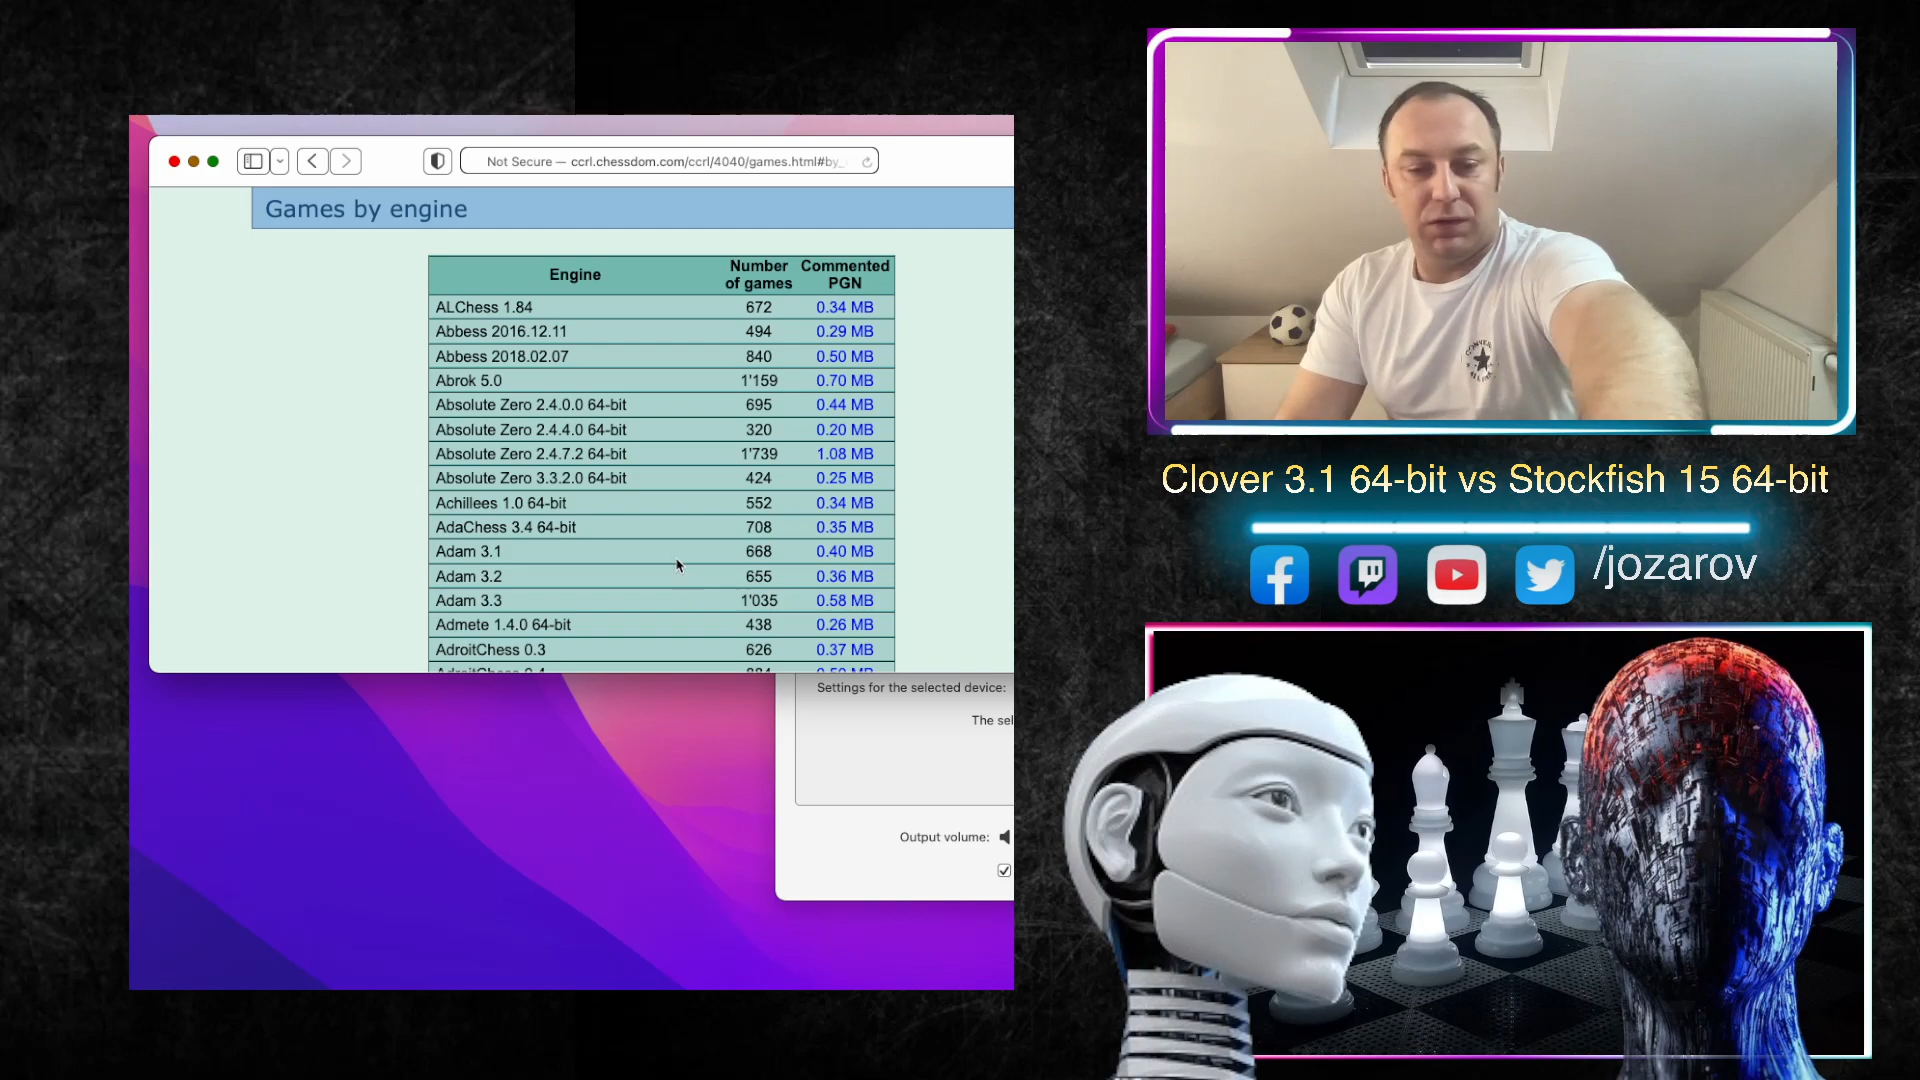 Not Secure — ccrl.chessdom.com/ccrl/4040/games.html#by_
Games by engine
Engine Number of games Commented PGN
ALChess 1.84 672 0.34 MB
Abbess 2016.12.11 494 0.29 MB
Abbess 2018.02.07 840 0.50 MB
Abrok 5.0 1'159 0.70 MB
Absolute Zero 2.4.0.0 64-bit 695 0.44 MB
Absolute Zero 2.4.4.0 64-bit 320 0.20 MB
Absolute Zero 2.4.7.2 64-bit 1'739 1.08 MB
Absolute Zero 3.3.2.0 64-bit 424 0.25 MB
Achillees 1.0 64-bit 552 0.34 MB
AdaChess 3.4 64-bit 708 0.35 MB
Adam 3.1 668 0.40 MB
Adam 3.2 655 0.36 MB
Adam 3.3 1'035 0.58 MB
Admete 1.4.0 64-bit 438 0.26 MB
AdroitChess 0.3 626 0.37 MB
Settings for the selected device:
The sel
Output volume:
Clover 3.1 64-bit vs Stockfish 15 64-bit
/jozarov